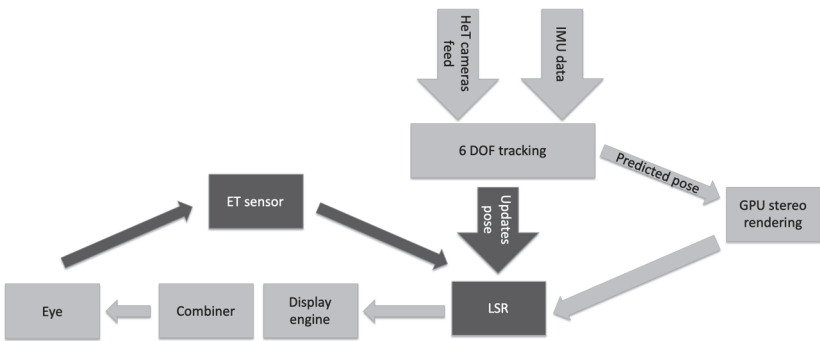 HeT cameras
feed
IMU data
6 DOF tracking
Predicted pose
GPU stereo
rendering
ET sensor
Updates
pose
Eye
Combiner
Display
engine
LSR